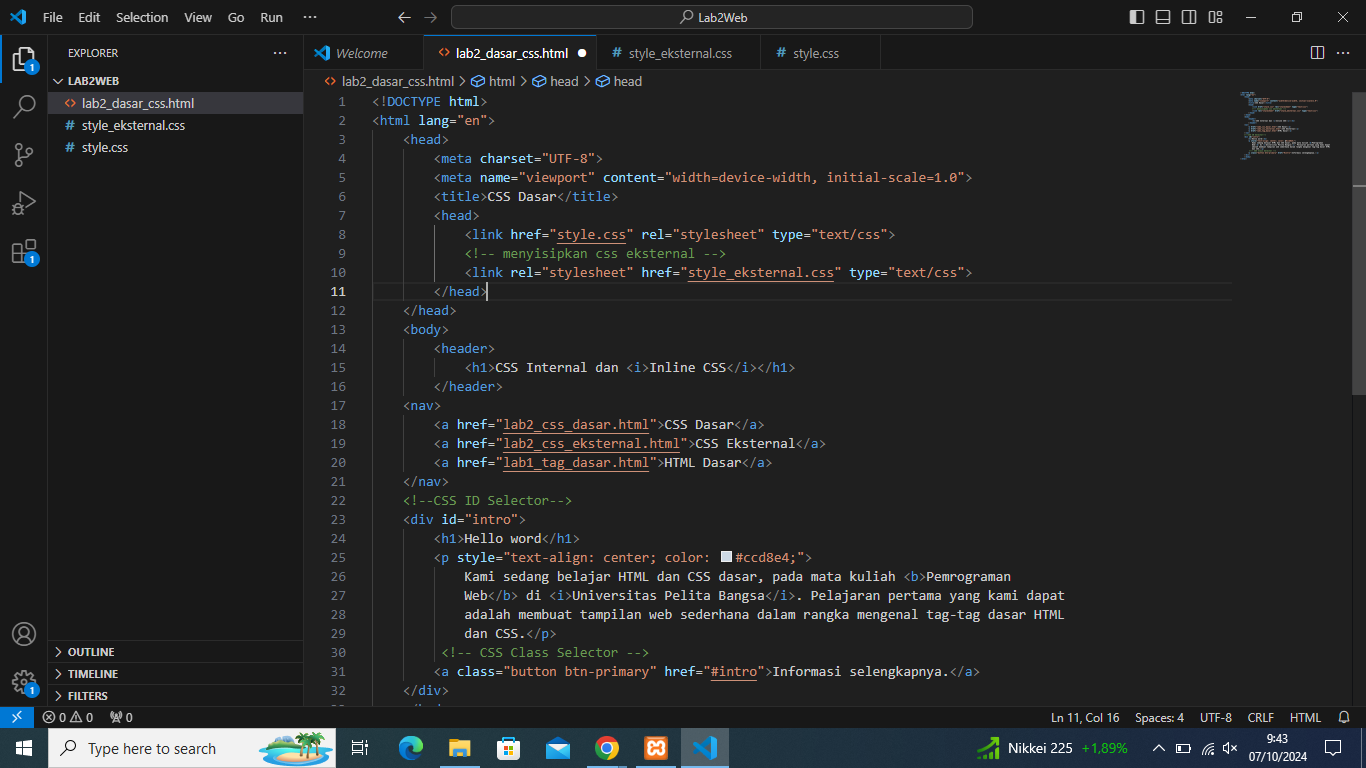 File Edit Selection View Go Run ··· Lab2Web
EXPLORER ···
LAB2WEB
lab2_dasar_css.html
# style_eksternal.css
# style.css
OUTLINE
TIMELINE
FILTERS
1
1
Welcome lab2_dasar_css.html ● # style_eksternal.css # style.css
lab2_dasar_css.html > html > head > head
1 <!DOCTYPE html>
2 <html lang="en">
3 <head>
4 <meta charset="UTF-8">
5 <meta name="viewport" content="width=device-width, initial-scale=1.0">
6 <title>CSS Dasar</title>
7 <head>
8 <link href="style.css" rel="stylesheet" type="text/css">
9 <!-- menyisipkan css eksternal -->
10 <link rel="stylesheet" href="style_eksternal.css" type="text/css">
11 </head>
12 </head>
13 <body>
14 <header>
15 <h1>CSS Internal dan <i>Inline CSS</i></h1>
16 </header>
17 <nav>
18 <a href="lab2_css_dasar.html">CSS Dasar</a>
19 <a href="lab2_css_eksternal.html">CSS Eksternal</a>
20 <a href="lab1_tag_dasar.html">HTML Dasar</a>
21 </nav>
22 <!--CSS ID Selector-->
23 <div id="intro">
24 <h1>Hello word</h1>
25 <p style="text-align: center; color: #ccd8e4;">
26 Kami sedang belajar HTML dan CSS dasar, pada mata kuliah <b>Pemrograman
27 Web</b> di <i>Universitas Pelita Bangsa</i>. Pelajaran pertama yang kami dapat
28 adalah membuat tampilan web sederhana dalam rangka mengenal tag-tag dasar HTML
29 dan CSS.</p>
30 <!-- CSS Class Selector -->
31 <a class="button btn-primary" href="#intro">Informasi selengkapnya.</a>
32 </div>
1
0 0 0 Ln 11, Col 16 Spaces: 4 UTF-8 CRLF HTML
Type here to search Nikkei 225 +1,89% 9:43
07/10/2024